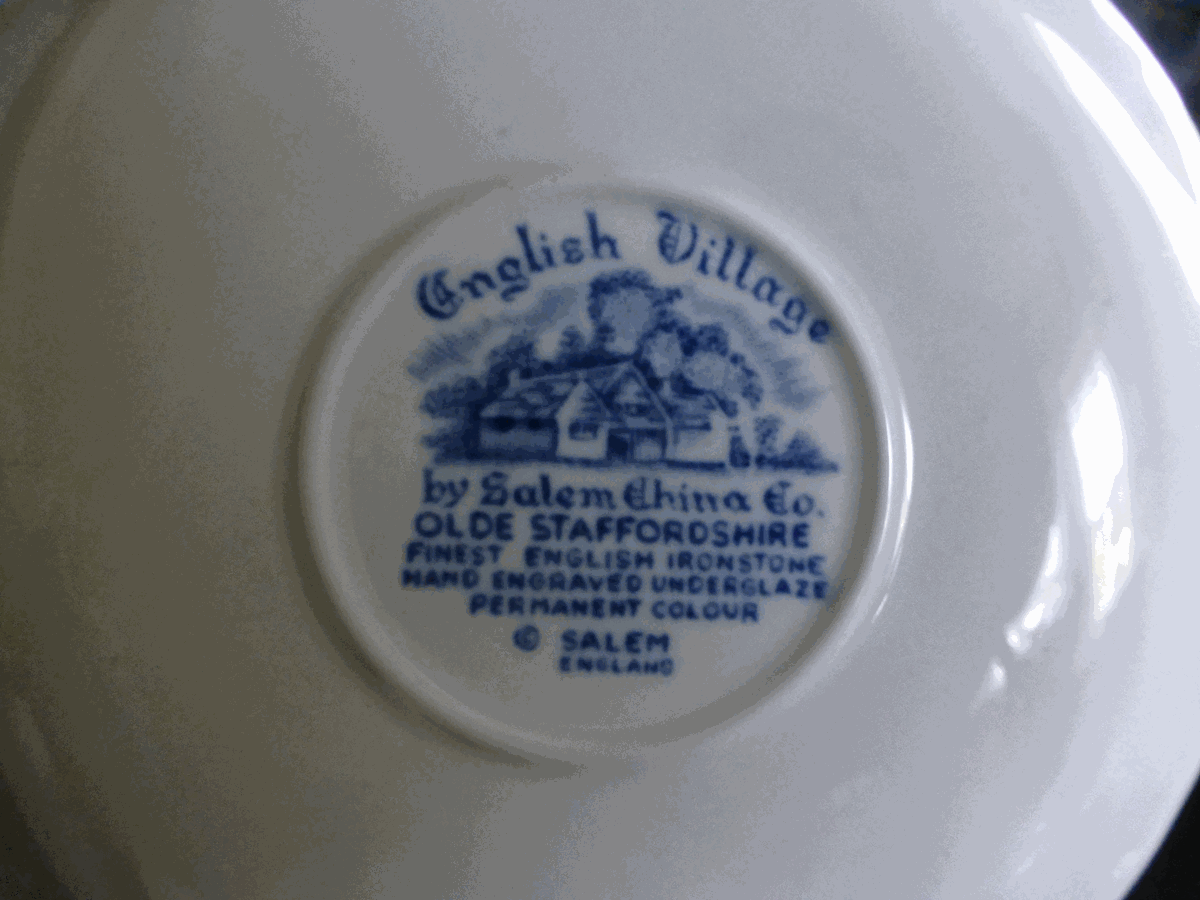 English Village
by Salem China Co.
OLDE STAFFORDSHIRE
FINEST ENGLISH IRONSTONE
HAND ENGRAVED UNDERGLAZE
PERMANENT COLOUR
© SALEM
ENGLAND